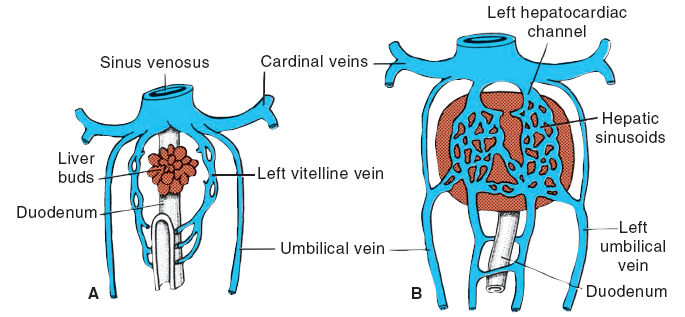 Left hepatocardiac
channel
Sinus venosus
Cardinal veins
Hepatic
sinusoids
Liver
buds
Left vitelline vein
Duodenum
Umbilical vein
Left
umbilical
vein
A
B
Duodenum